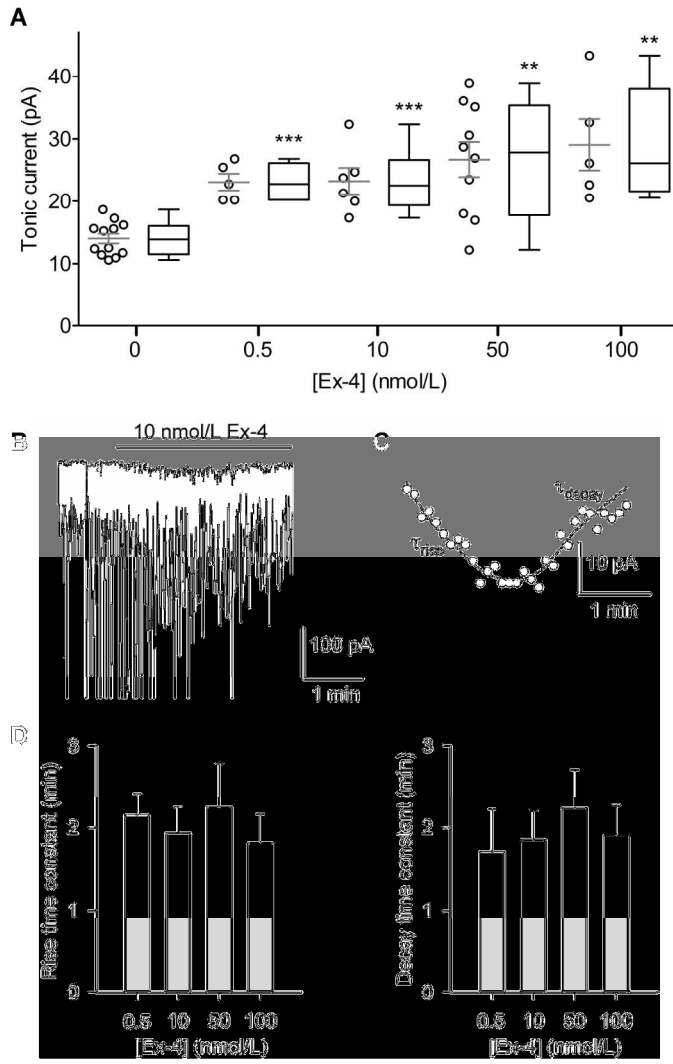 A
Tonic current (pA)
40
30
20
10
0
*** *** ** **
0 0.5 10 50 100
[Ex-4] (nmol/L)
B
10 nmol/L Ex-4
100 pA
1 min
C
τrise
τdecay
10 pA
1 min
D
Rise time constant (min)
3
2
1
0
0.5 10 50 100
[Ex-4] (nmol/L)
Decay time constant (min)
3
2
1
0
0.5 10 50 100
[Ex-4] (nmol/L)